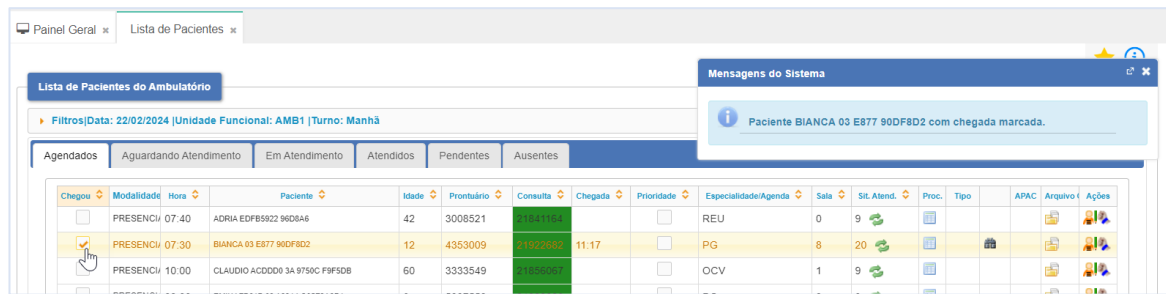 Painel Geral × Lista de Pacientes ×
Mensagens do Sistema
Lista de Pacientes do Ambulatório
Paciente BIANCA 03 E877 90DF8D2 com chegada marcada.
Filtros|Data: 22/02/2024 |Unidade Funcional: AMB1 |Turno: Manhã
Agendados Aguardando Atendimento Em Atendimento Atendidos Pendentes Ausentes
Chegou Modalidade Hora Paciente Idade Prontuário Consulta Chegada Prioridade Especialidade/Agenda Sala Sit. Atend. Proc. Tipo APAC Arquivo Ações
PRESENCIA 07:40 ADRIA EDFB5922 96D8A6 42 3008521 21841164 REU 0 9
PRESENCIA 07:30 BIANCA 03 E877 90DF8D2 12 4353009 21922682 11:17 PG 8 20
PRESENCIA 10:00 CLAUDIO ACDDD0 3A 9750C F9F5DB 60 3333549 21856067 OCV 1 9